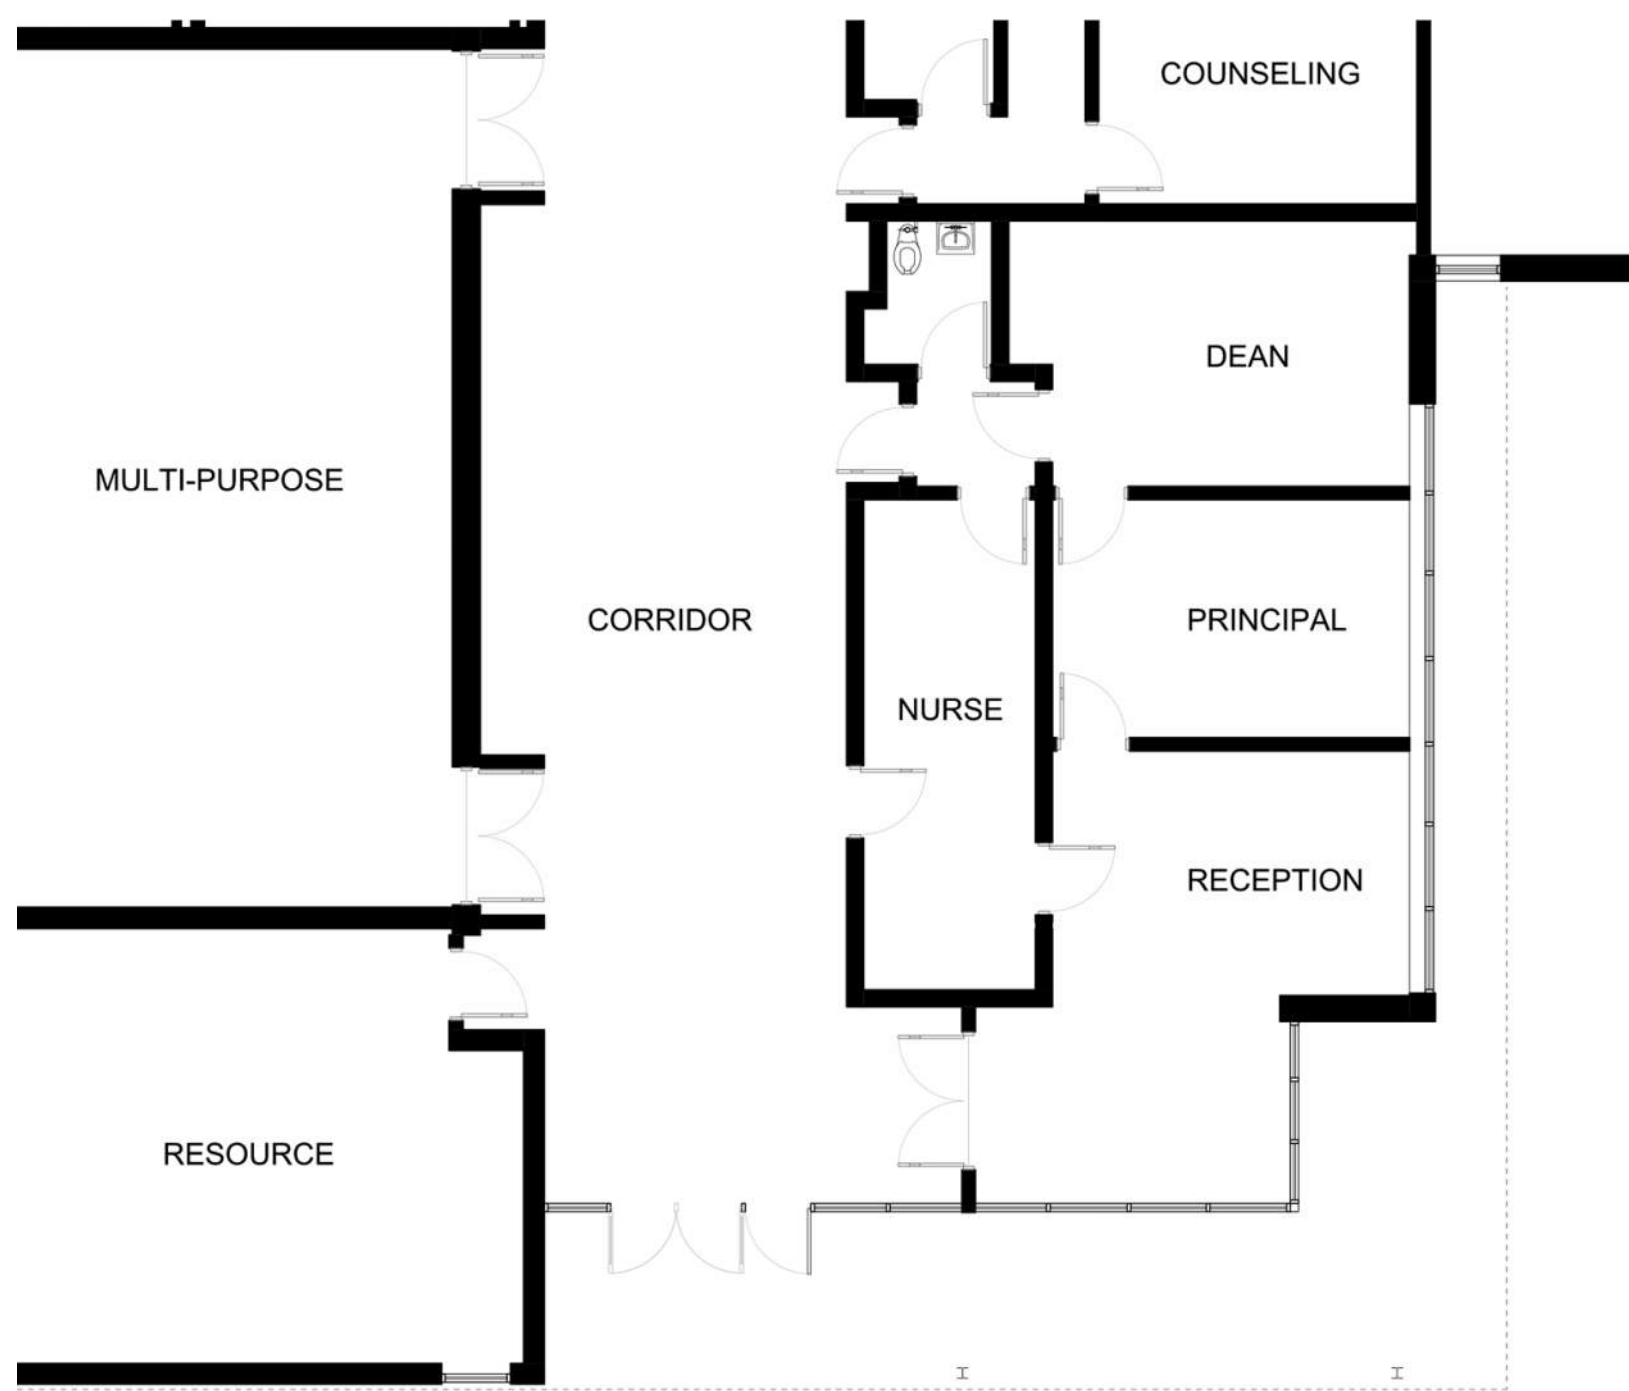 COUNSELING
DEAN
MULTI-PURPOSE
CORRIDOR
PRINCIPAL
NURSE
RECEPTION
RESOURCE